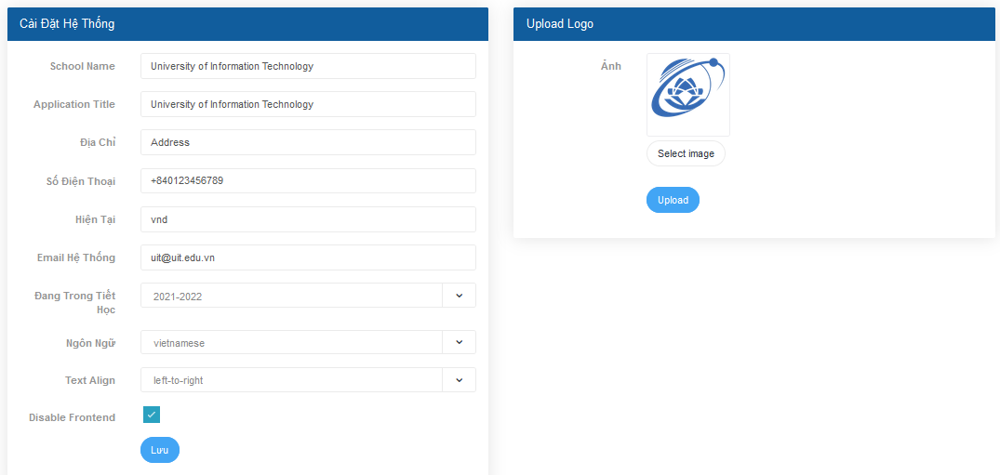 Cài Đặt Hệ Thống
School Name
University of Information Technology
Application Title
University of Information Technology
Địa Chỉ
Address
Số Điện Thoại
+840123456789
Hiện Tại
vnd
Email Hệ Thống
uit@uit.edu.vn
Đang Trong Tiết
Học
2021-2022
Ngôn Ngữ
vietnamese
Text Align
left-to-right
Disable Frontend
Lưu
Upload Logo
Ảnh
Select image
Upload